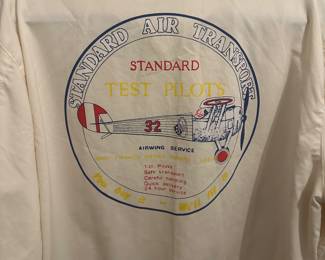 STANDARD AIR TRANSPORT
STANDARD
TEST PILOTS
32
AIRWING SERVICE
1st. Pilots
Safe transport
Careful handling
Quick delivery
24 hour service